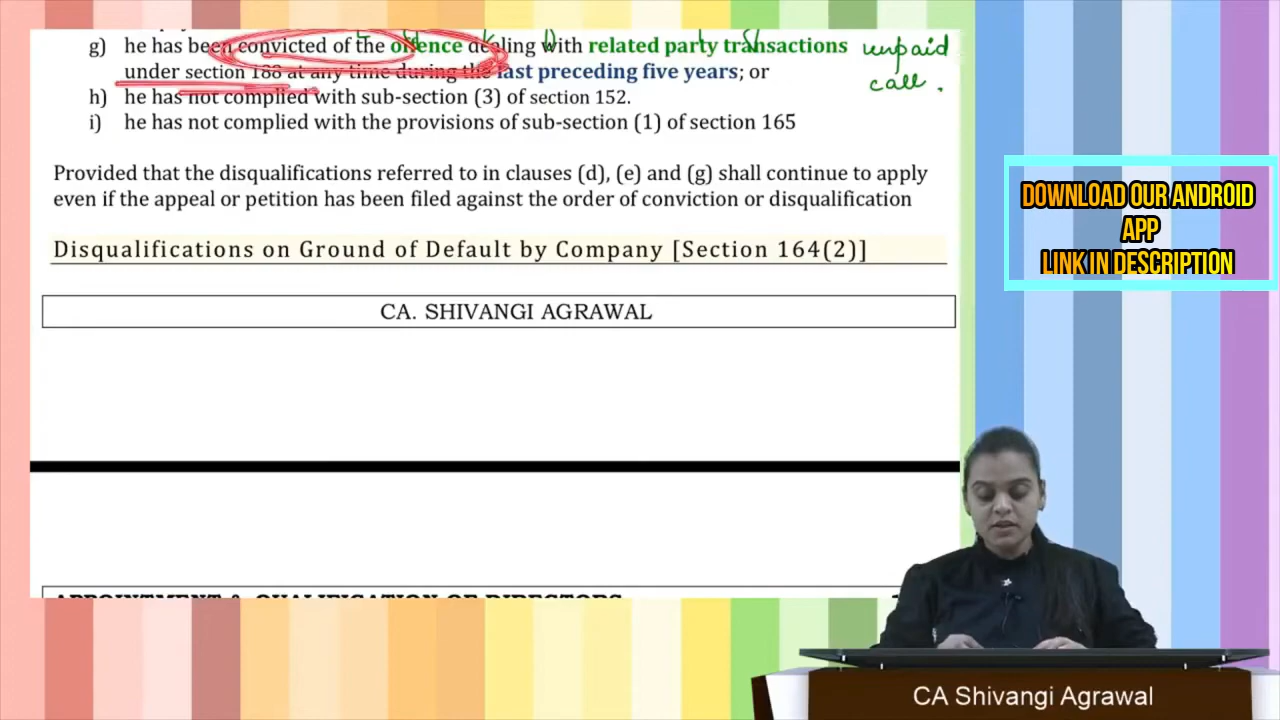 g) he has been convicted of the offence dealing with related party transactions
unpaid
under section 188 at any time during the last preceding five years; or
call.
h) he has not complied with sub-section (3) of section 152.
i) he has not complied with the provisions of sub-section (1) of section 165
Provided that the disqualifications referred to in clauses (d), (e) and (g) shall continue to apply
even if the appeal or petition has been filed against the order of conviction or disqualification
Disqualifications on Ground of Default by Company [Section 164(2)]
CA. SHIVANGI AGRAWAL
APPOINTMENT & QUALIFICATION OF DIRECTORS
DOWNLOAD OUR ANDROID
APP
LINK IN DESCRIPTION
CA Shivangi Agrawal